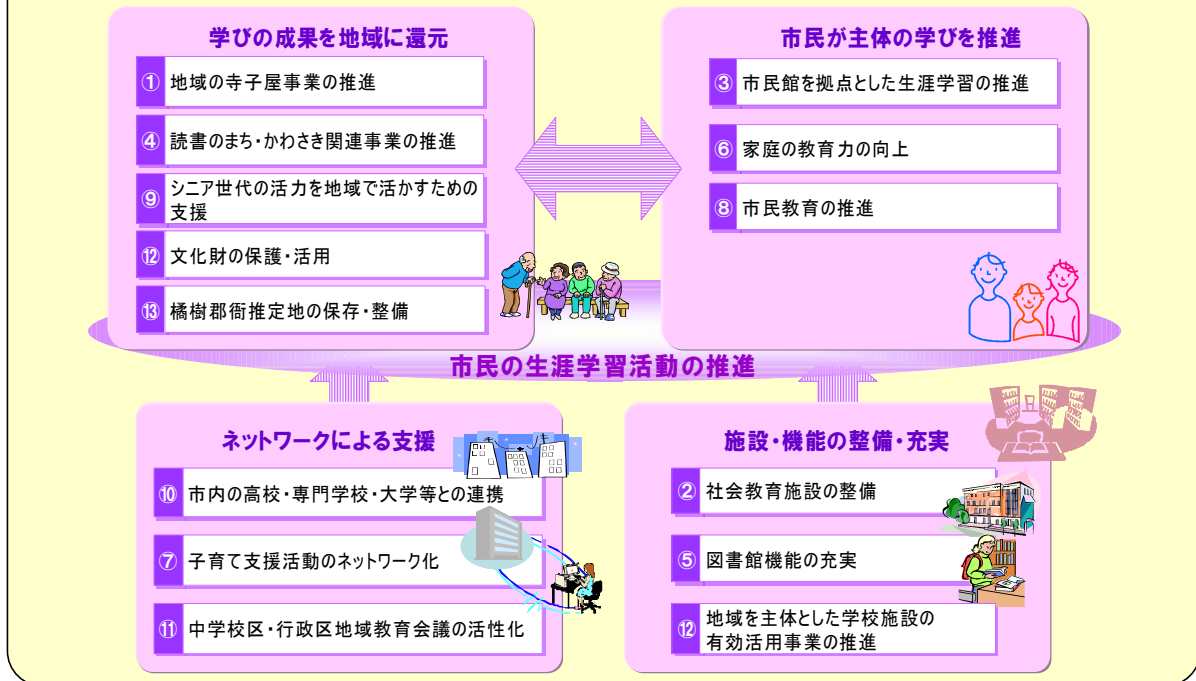 学びの成果を地域に還元
① 地域の寺子屋事業の推進
④ 読書のまち・かわさき関連事業の推進
⑨ シニア世代の活力を地域で活かすための
支援
⑫ 文化財の保護・活用
⑬ 橘樹郡衙推定地の保存・整備
市民が主体の学びを推進
③ 市民館を拠点とした生涯学習の推進
⑥ 家庭の教育力の向上
⑧ 市民教育の推進
市民の生涯学習活動の推進
ネットワークによる支援
⑩ 市内の高校・専門学校・大学等との連携
⑦ 子育て支援活動のネットワーク化
⑪ 中学校区・行政区地域教育会議の活性化
施設・機能の整備・充実
② 社会教育施設の整備
⑤ 図書館機能の充実
⑫ 地域を主体とした学校施設の
有効活用事業の推進